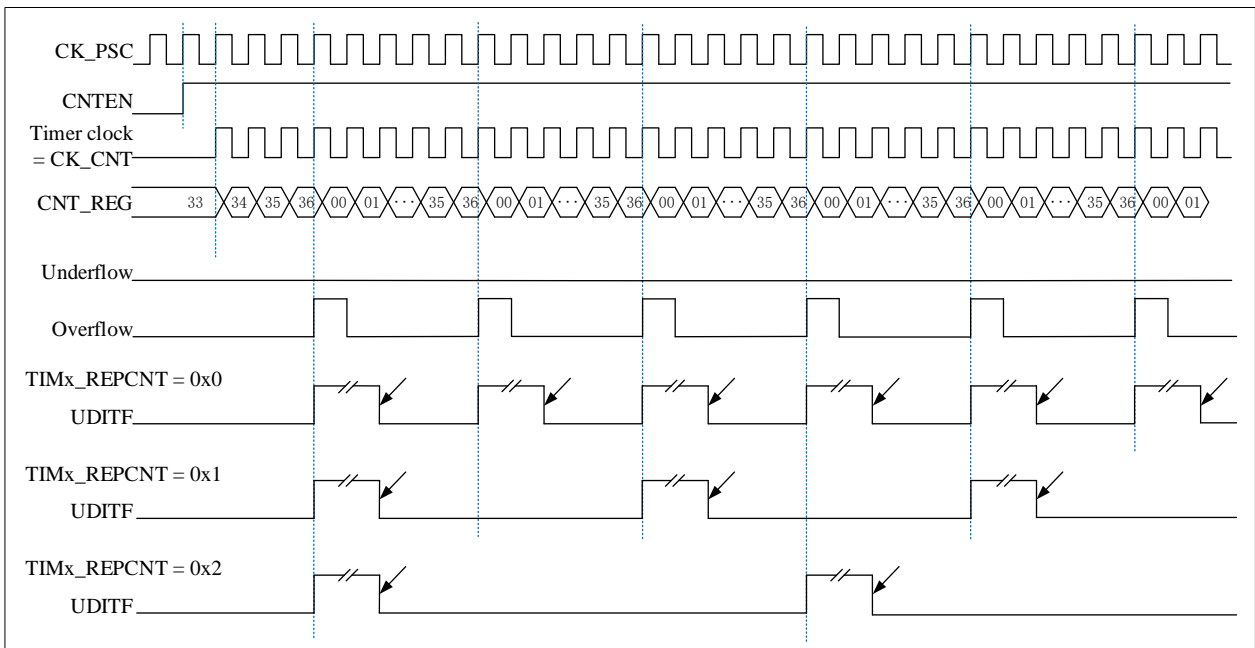 CK_PSC
CNTEN
Timer clock
= CK_CNT
CNT_REG 33 34 35 36 00 01 ··· 35 36 00 01 ··· 35 36 00 01 ··· 35 36 00 01 ··· 35 36 00 01 ··· 35 36 00 01
Underflow
Overflow
TIMx_REPCNT = 0x0
UDITF
TIMx_REPCNT = 0x1
UDITF
TIMx_REPCNT = 0x2
UDITF